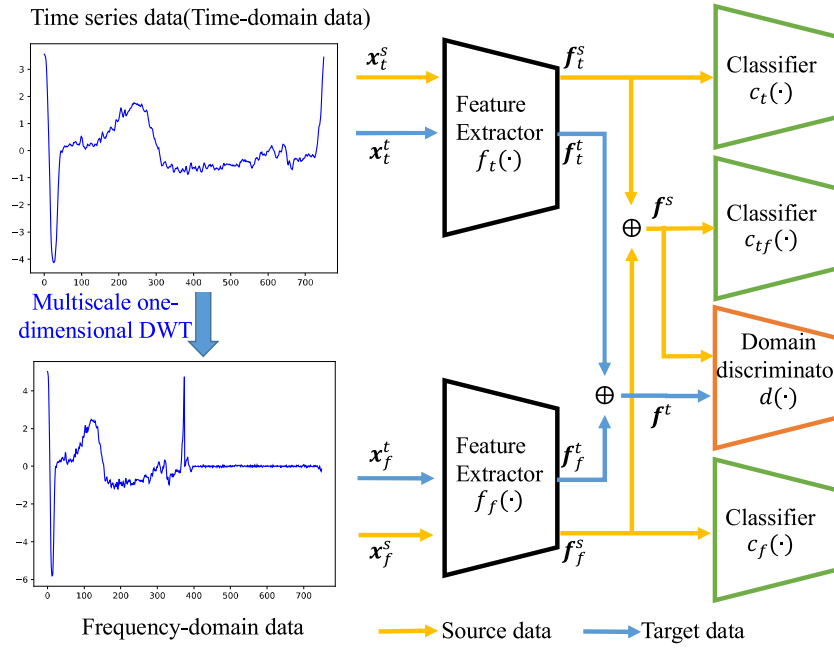 Time series data(Time-domain data)
3
2
1
0
−1
−2
−3
−4
0 100 200 300 400 500 600 700
Multiscale one-
dimensional DWT
4
2
0
−2
−4
−6
0 100 200 300 400 500 600 700
Frequency-domain data
x_t^s
x_t^t
Feature
Extractor
f_t(·)
f_t^s
f_t^t
Classifier
c_t(·)
⊕
f^s
Classifier
c_{tf}(·)
Domain
discriminato
d(·)
⊕
f^t
x_f^t
x_f^s
Feature
Extractor
f_f(·)
f_f^t
f_f^s
Classifier
c_f(·)
Source data
Target data